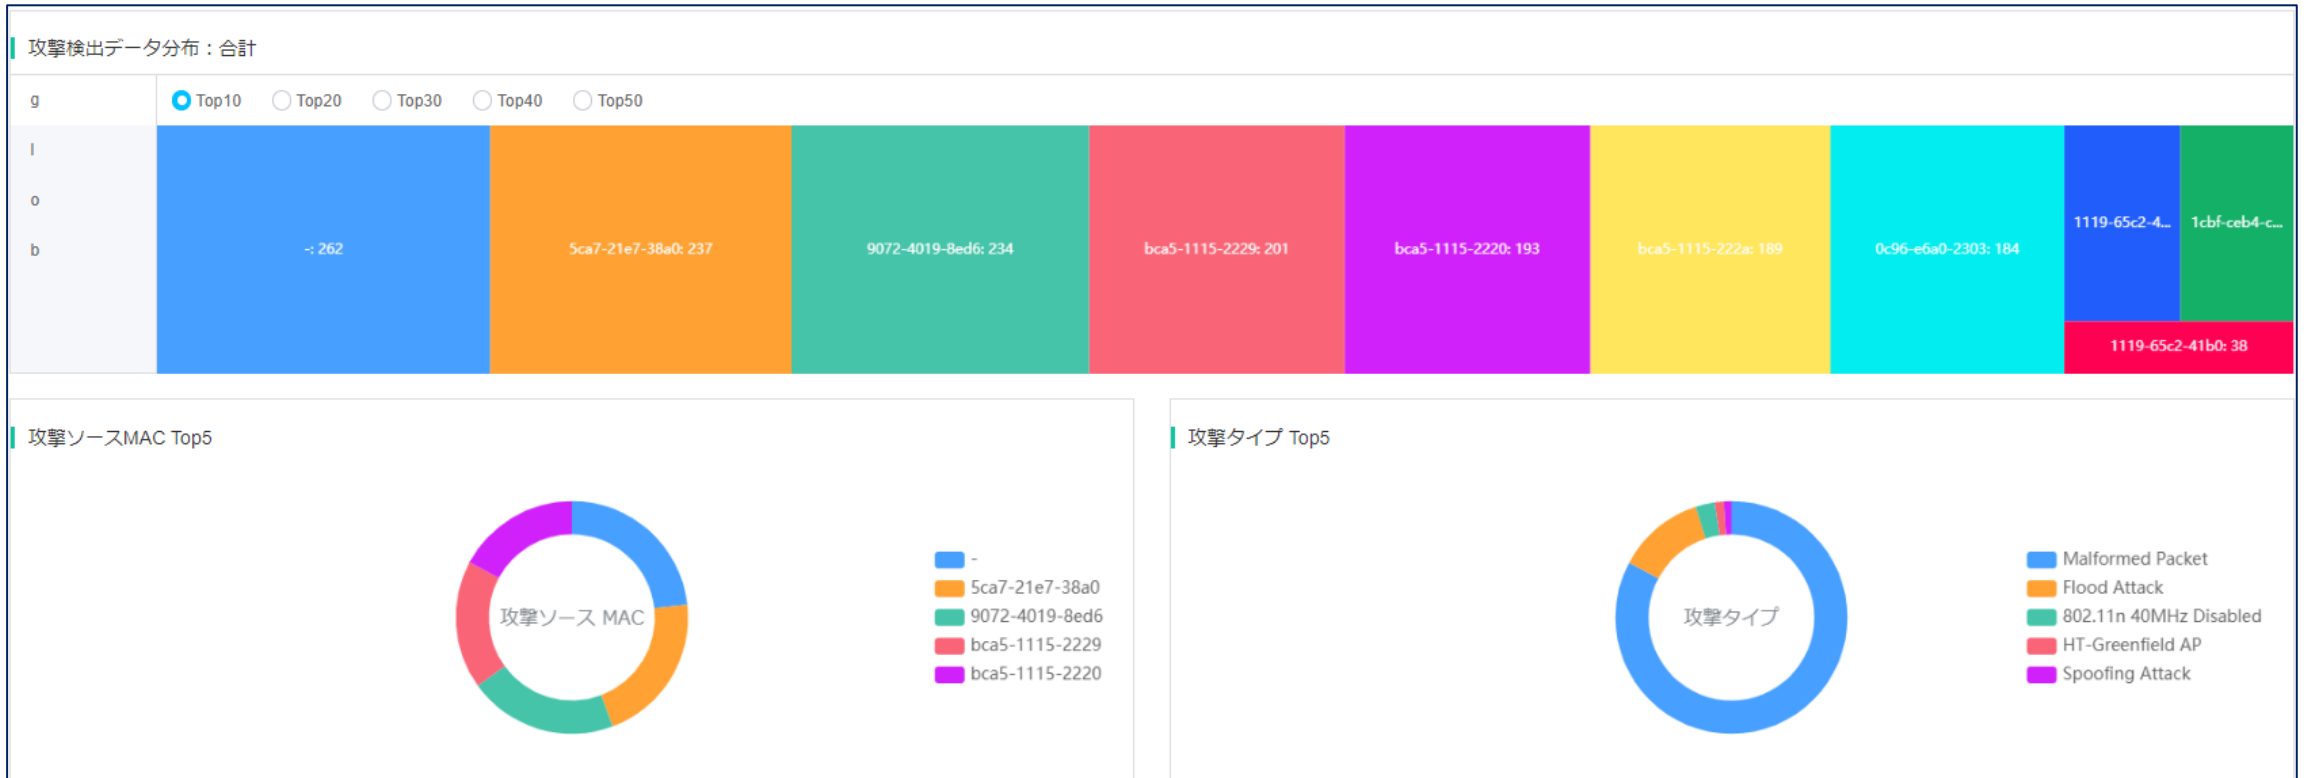 攻撃検出データ分布：合計
g
Top10 Top20 Top30 Top40 Top50
l
o
b
-: 262
5ca7-21e7-38a0: 237
9072-4019-8ed6: 234
bca5-1115-2229: 201
bca5-1115-2220: 193
bca5-1115-222a: 189
0c96-e6a0-2303: 184
1119-65c2-4...
1cbf-ceb4-c...
1119-65c2-41b0: 38
攻撃ソースMAC Top5
攻撃ソース MAC
-
5ca7-21e7-38a0
9072-4019-8ed6
bca5-1115-2229
bca5-1115-2220
攻撃タイプ Top5
攻撃タイプ
Malformed Packet
Flood Attack
802.11n 40MHz Disabled
HT-Greenfield AP
Spoofing Attack